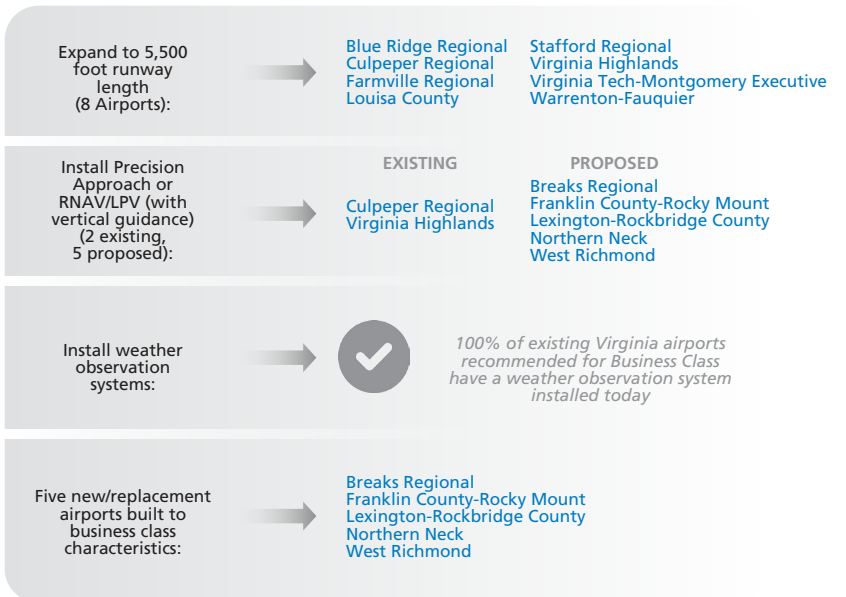 Expand to 5,500
foot runway
length
(8 Airports):
Blue Ridge Regional
Culpeper Regional
Farmville Regional
Louisa County
Stafford Regional
Virginia Highlands
Virginia Tech-Montgomery Executive
Warrenton-Fauquier
Install Precision
Approach or
RNAV/LPV (with
vertical guidance)
(2 existing,
5 proposed):
EXISTING
Culpeper Regional
Virginia Highlands
PROPOSED
Breaks Regional
Franklin County-Rocky Mount
Lexington-Rockbridge County
Northern Neck
West Richmond
Install weather
observation
systems:
100% of existing Virginia airports
recommended for Business Class
have a weather observation system
installed today
Five new/replacement
airports built to
business class
characteristics:
Breaks Regional
Franklin County-Rocky Mount
Lexington-Rockbridge County
Northern Neck
West Richmond